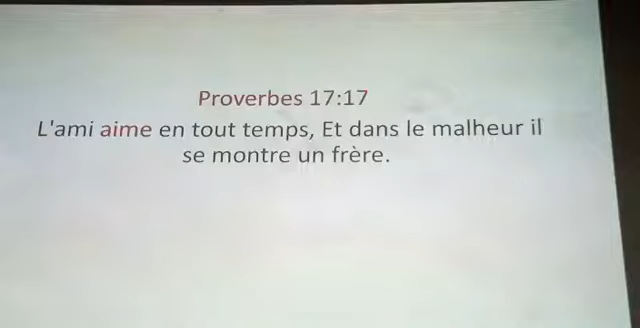 Proverbes 17:17
L'ami aime en tout temps, Et dans le malheur il
se montre un frère.